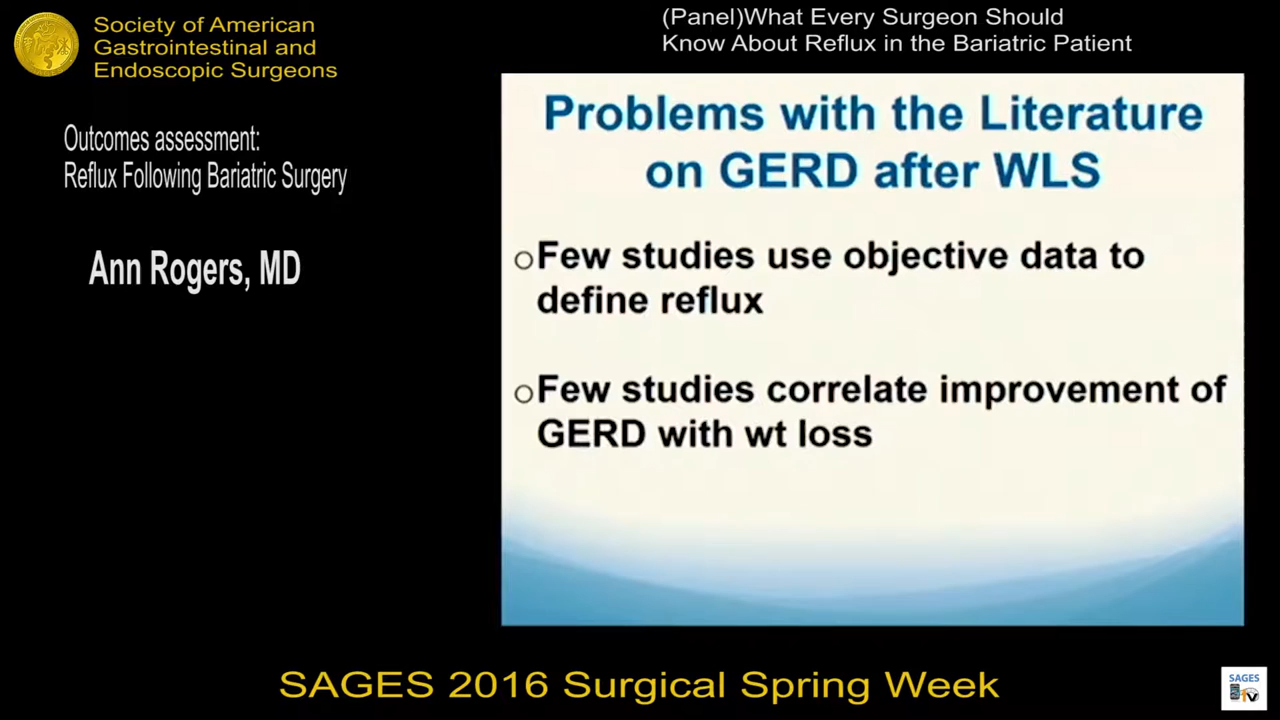 Society of American
Gastrointestinal and
Endoscopic Surgeons
(Panel)What Every Surgeon Should
Know About Reflux in the Bariatric Patient
Outcomes assessment:
Reflux Following Bariatric Surgery
Ann Rogers, MD
Problems with the Literature
on GERD after WLS
Few studies use objective data to
define reflux
Few studies correlate improvement of
GERD with wt loss
SAGES 2016 Surgical Spring Week
SAGES
TV